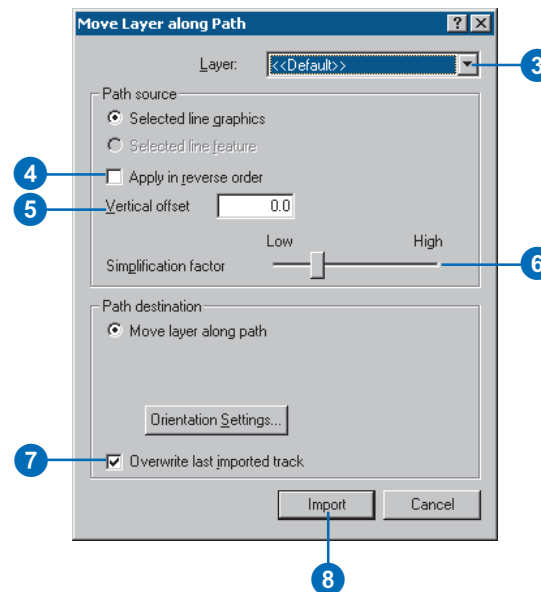 Move Layer along Path
? X
Layer: <<Default>>
3
Path source
Selected line graphics
Selected line feature
4
Apply in reverse order
5
Vertical offset 0.0
Low High
Simplification factor
6
Path destination
Move layer along path
Orientation Settings...
7
Overwrite last imported track
Import Cancel
8